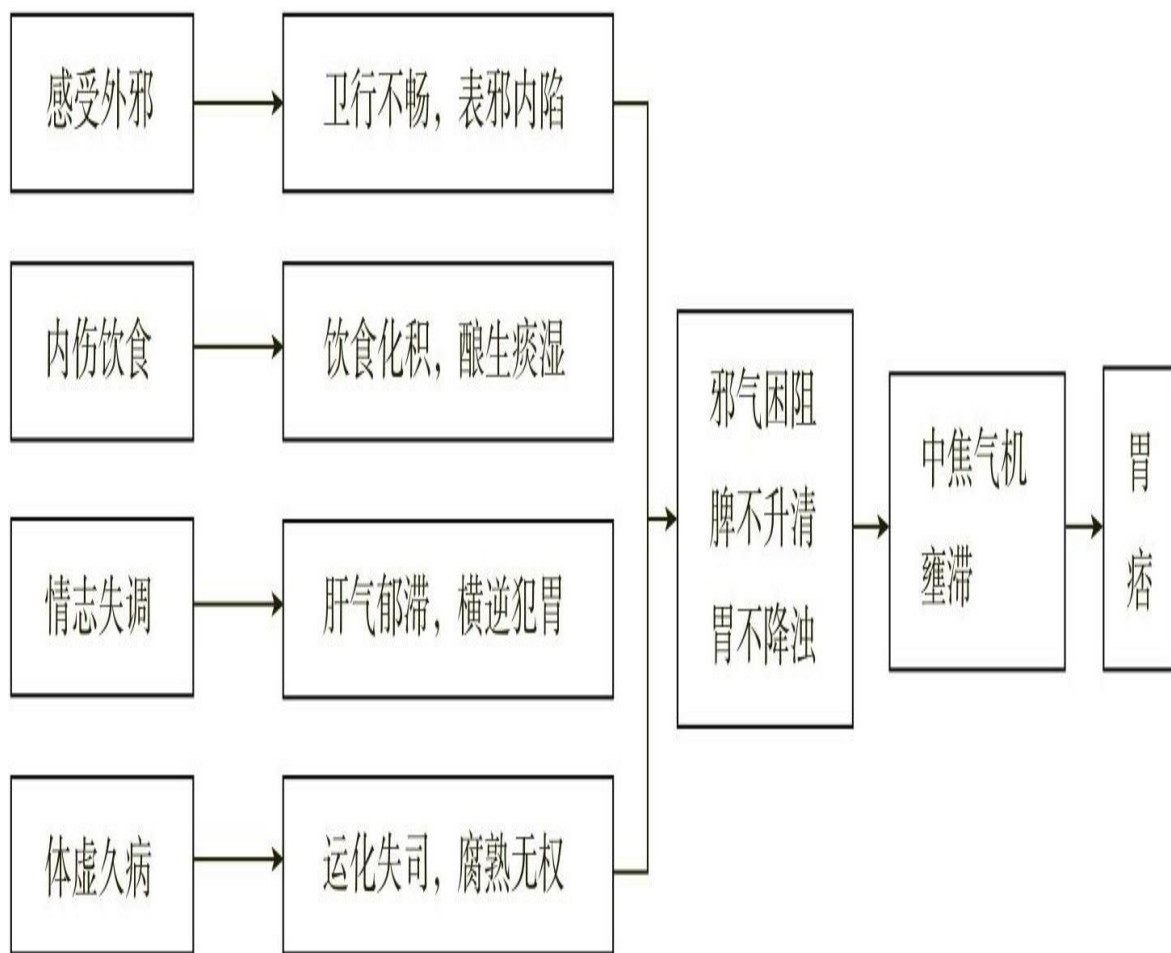 感受外邪
卫行不畅，表邪内陷
内伤饮食
饮食化积，酿生痰湿
情志失调
肝气郁滞，横逆犯胃
体虚久病
运化失司，腐熟无权
邪气困阻
脾不升清
胃不降浊
中焦气机
壅滞
胃
痞